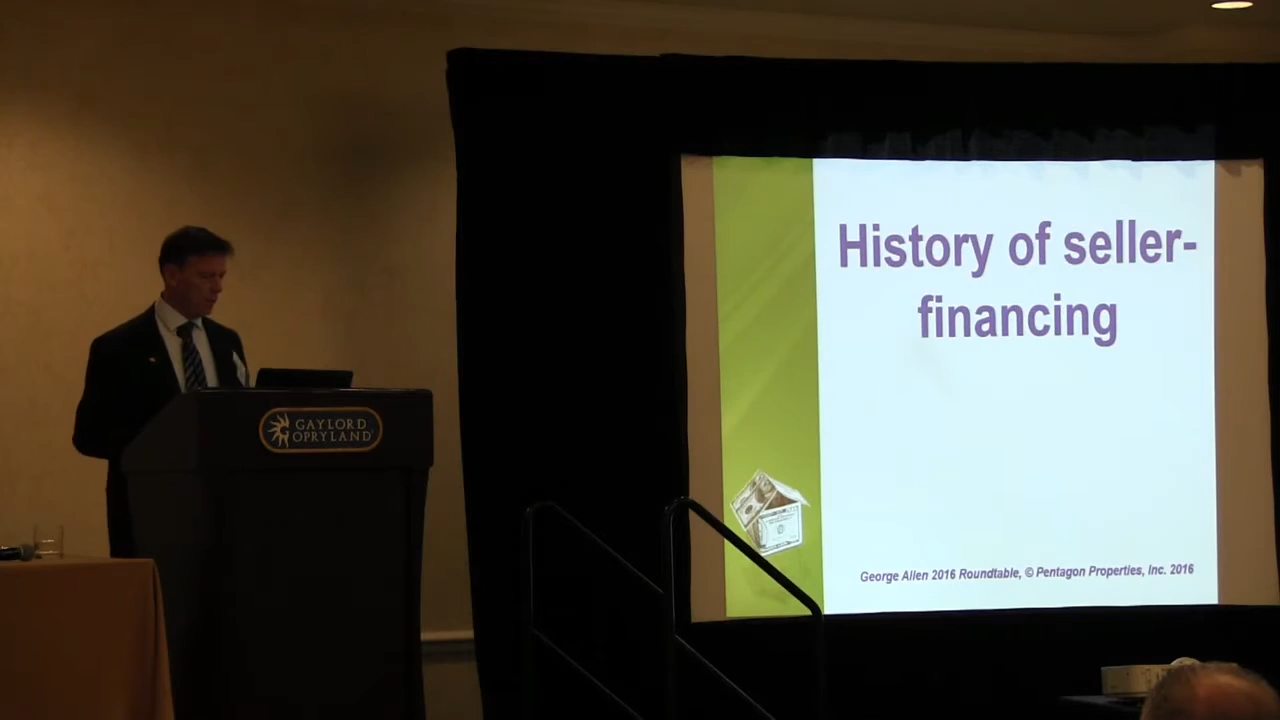 GAYLORD
OPRYLAND
History of seller-
financing
George Allen 2016 Roundtable, © Pentagon Properties, Inc. 2016